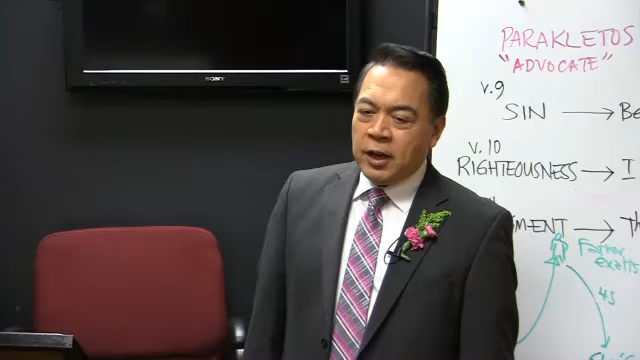 SONY
PARAKLETOS
"ADVOCATE"
v.9
SIN → BE
v.10
RIGHTEOUSNESS → I
MENT → Th
Father
exalts
45